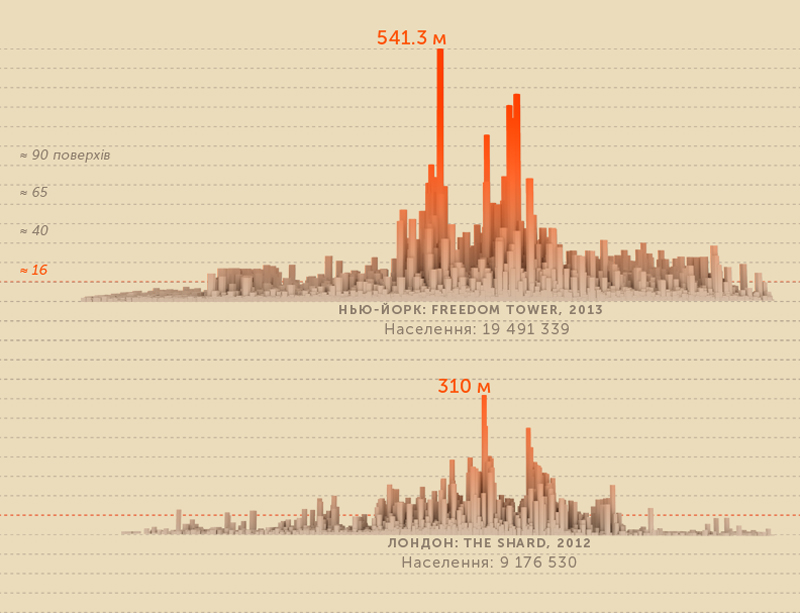 541.3 м
≈ 90 поверхів
≈ 65
≈ 40
≈ 16
НЬЮ-ЙОРК: FREEDOM TOWER, 2013
Населення: 19 491 339
310 м
ЛОНДОН: THE SHARD, 2012
Населення: 9 176 530